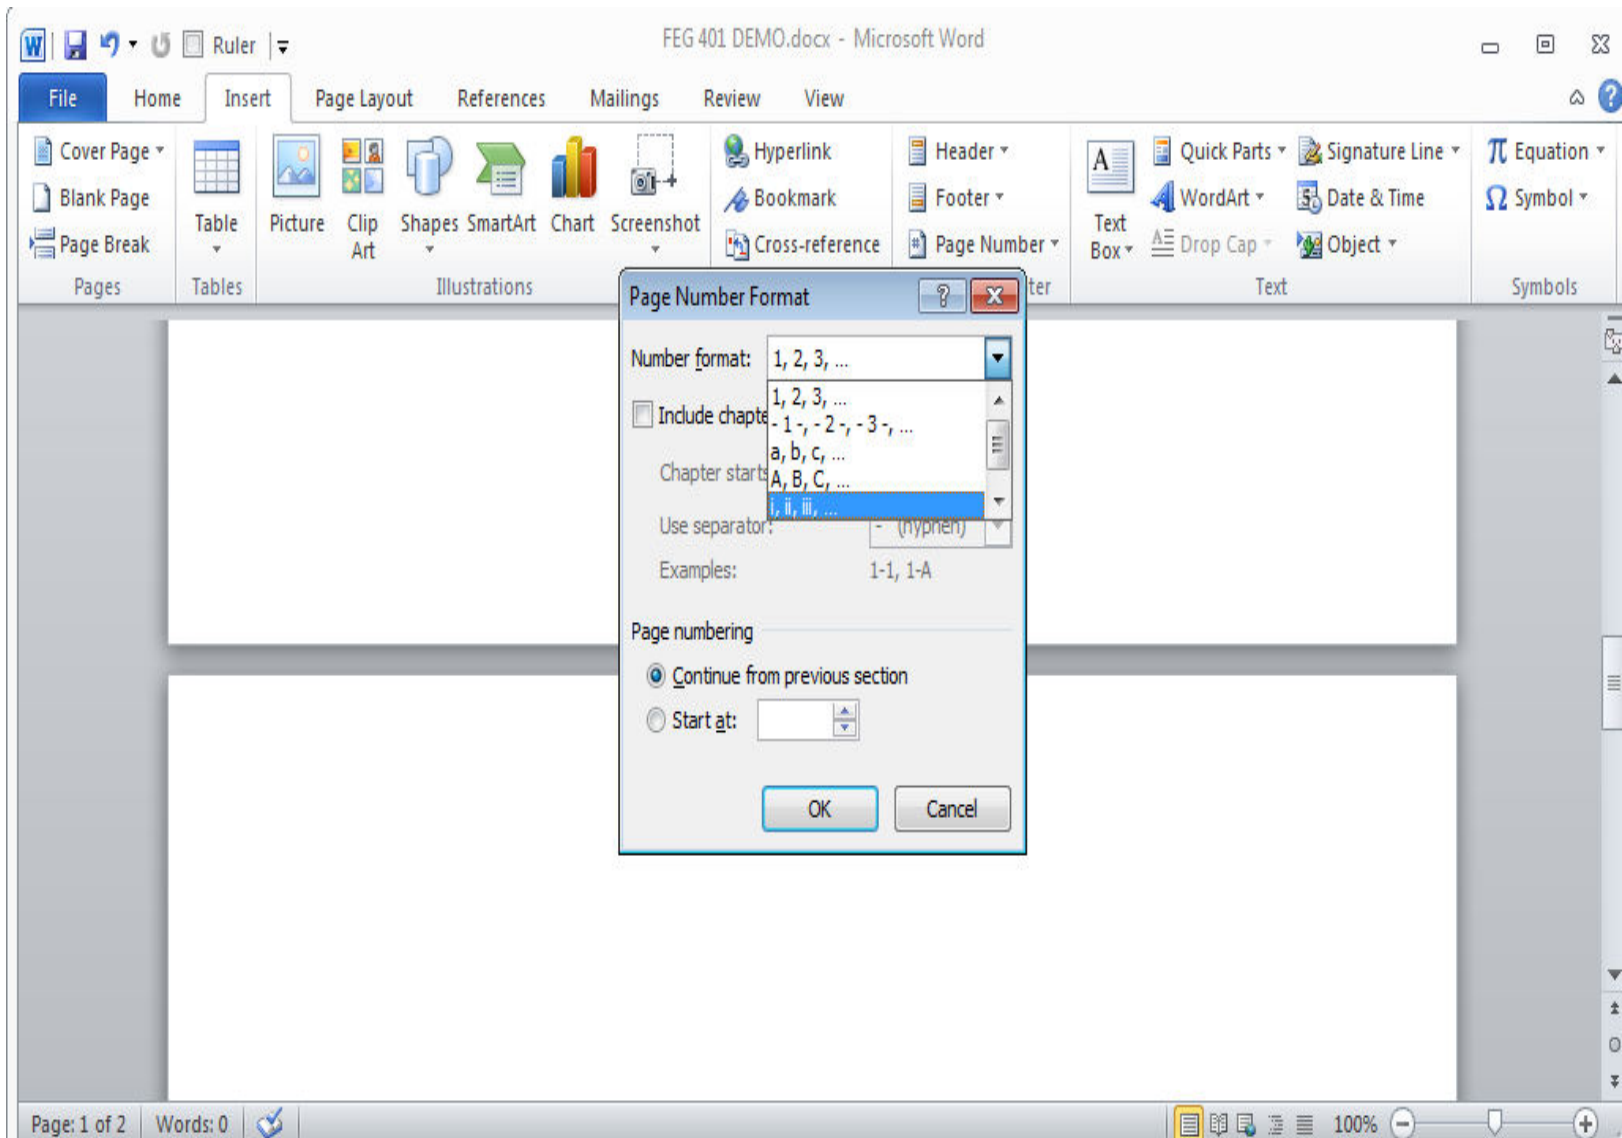 W Ruler FEG 401 DEMO.docx - Microsoft Word
File Home Insert Page Layout References Mailings Review View ?
Cover Page Hyperlink Header A Quick Parts Signature Line π Equation
Blank Page Bookmark Footer WordArt Date & Time Ω Symbol
Table Picture Clip Art Shapes SmartArt Chart Screenshot Text Box
Page Break Cross-reference Page Number Drop Cap Object
Pages Tables Illustrations ter Text Symbols
Page Number Format ?
Number format: 1, 2, 3, ...
1, 2, 3, ...
Include chapte
- 1 -, - 2 -, - 3 -, ...
a, b, c, ...
Chapter starts
A, B, C, ...
i, ii, iii, ...
Use separator: - (hyphen)
Examples: 1-1, 1-A
Page numbering
Continue from previous section
Start at:
OK Cancel
Page: 1 of 2 Words: 0 100%